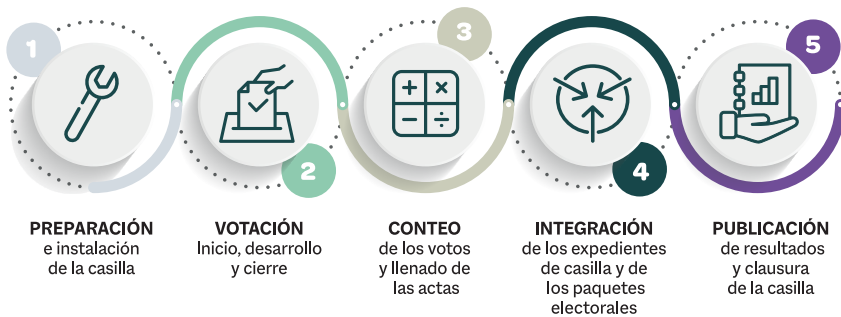 1
PREPARACIÓN
e instalación
de la casilla
2
VOTACIÓN
Inicio, desarrollo
y cierre
3
CONTEO
de los votos
y llenado de
las actas
4
INTEGRACIÓN
de los expedientes
de casilla y de
los paquetes
electorales
5
PUBLICACIÓN
de resultados
y clausura
de la casilla